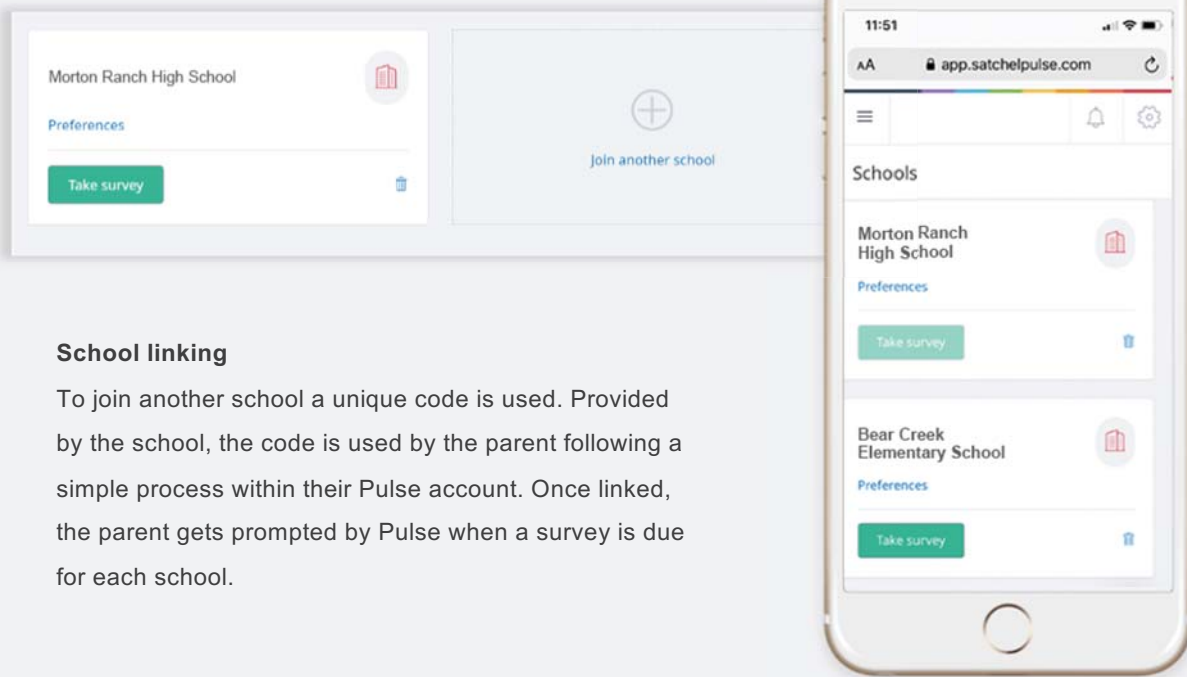 Morton Ranch High School
Preferences
Take survey
Join another school
School linking
To join another school a unique code is used. Provided
by the school, the code is used by the parent following a
simple process within their Pulse account. Once linked,
the parent gets prompted by Pulse when a survey is due
for each school.
11:51
AA app.satchelpulse.com
Schools
Morton Ranch
High School
Preferences
Take survey
Bear Creek
Elementary School
Preferences
Take survey